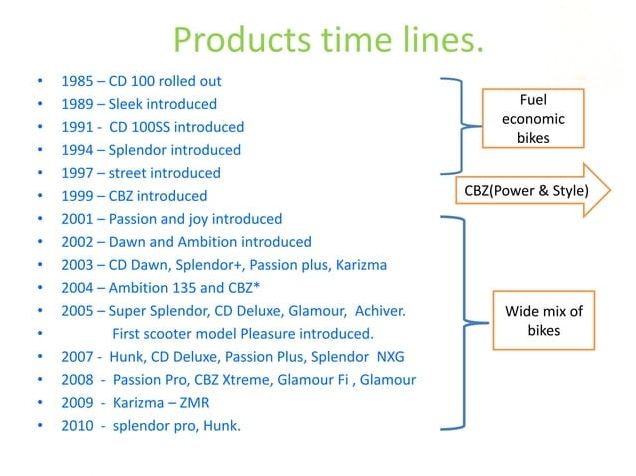 Products time lines.
• 1985 – CD 100 rolled out
• 1989 – Sleek introduced
• 1991 - CD 100SS introduced
• 1994 – Splendor introduced
• 1997 – street introduced
• 1999 – CBZ introduced
• 2001 – Passion and joy introduced
• 2002 – Dawn and Ambition introduced
• 2003 – CD Dawn, Splendor+, Passion plus, Karizma
• 2004 – Ambition 135 and CBZ*
• 2005 – Super Splendor, CD Deluxe, Glamour, Achiver.
• First scooter model Pleasure introduced.
• 2007 - Hunk, CD Deluxe, Passion Plus, Splendor NXG
• 2008 - Passion Pro, CBZ Xtreme, Glamour Fi , Glamour
• 2009 - Karizma – ZMR
• 2010 - splendor pro, Hunk.
Fuel
economic
bikes
CBZ(Power & Style)
Wide mix of
bikes